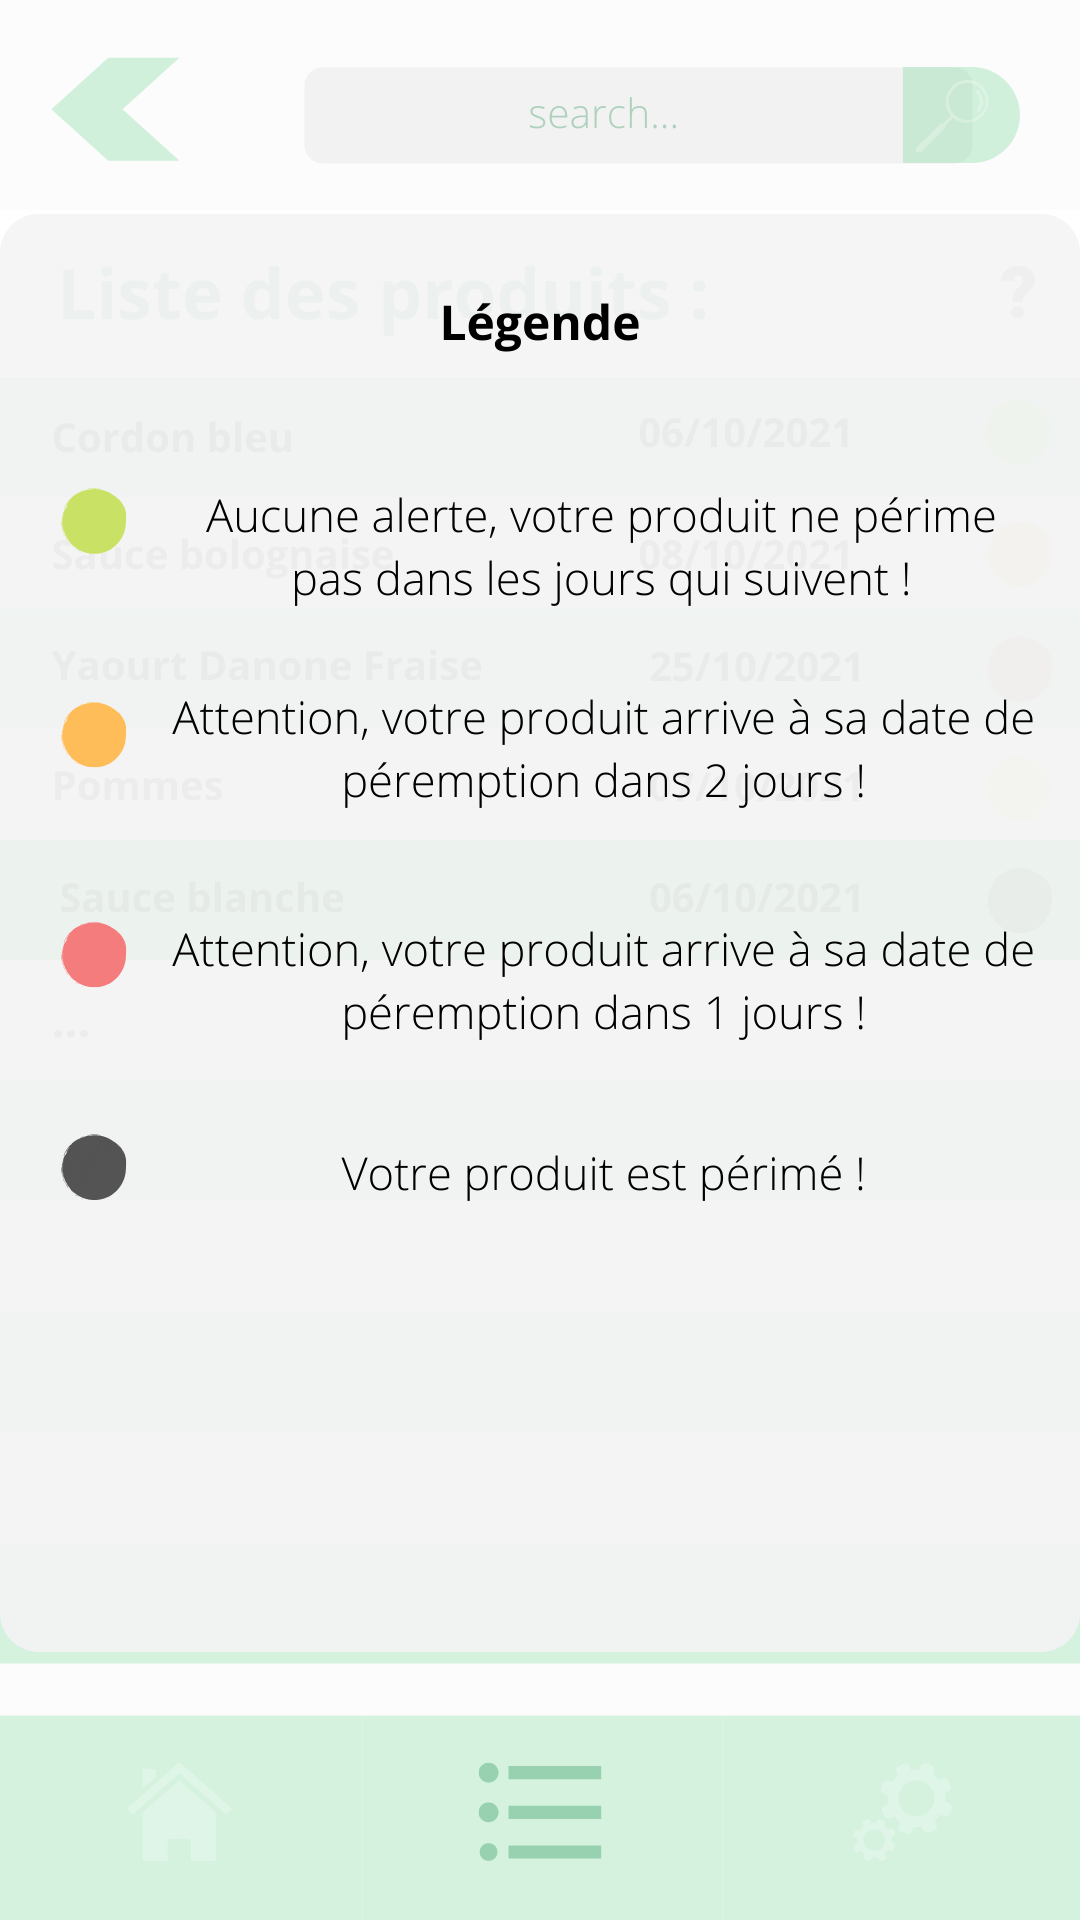 search...
Liste des produits :
?
Légende
Cordon bleu
06/10/2021
Aucune alerte, votre produit ne périme
pas dans les jours qui suivent !
Sauce bolognaise
08/10/2021
Yaourt Danone Fraise
25/10/2021
Attention, votre produit arrive à sa date de
péremption dans 2 jours !
Pommes
Sauce blanche
06/10/2021
Attention, votre produit arrive à sa date de
péremption dans 1 jours !
...
Votre produit est périmé !